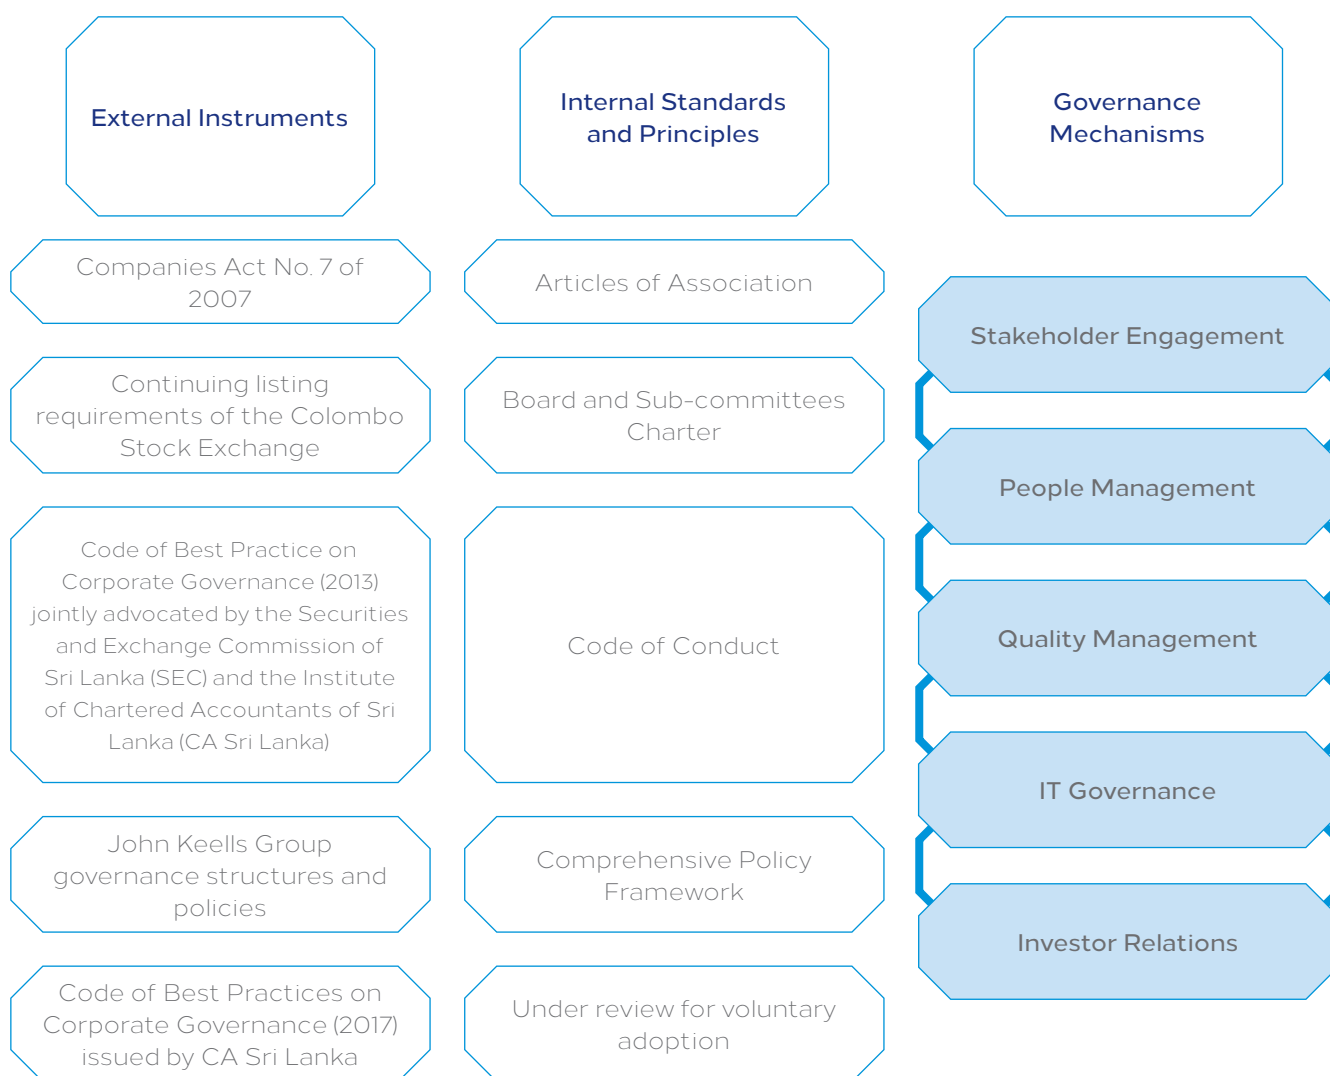 External Instruments
Companies Act No. 7 of
2007
Continuing listing
requirements of the Colombo
Stock Exchange
Code of Best Practice on
Corporate Governance (2013)
jointly advocated by the Securities
and Exchange Commission of
Sri Lanka (SEC) and the Institute
of Chartered Accountants of Sri
Lanka (CA Sri Lanka)
John Keells Group
governance structures and
policies
Code of Best Practices on
Corporate Governance (2017)
issued by CA Sri Lanka
Internal Standards
and Principles
Articles of Association
Board and Sub-committees
Charter
Code of Conduct
Comprehensive Policy
Framework
Under review for voluntary
adoption
Governance
Mechanisms
Stakeholder Engagement
People Management
Quality Management
IT Governance
Investor Relations